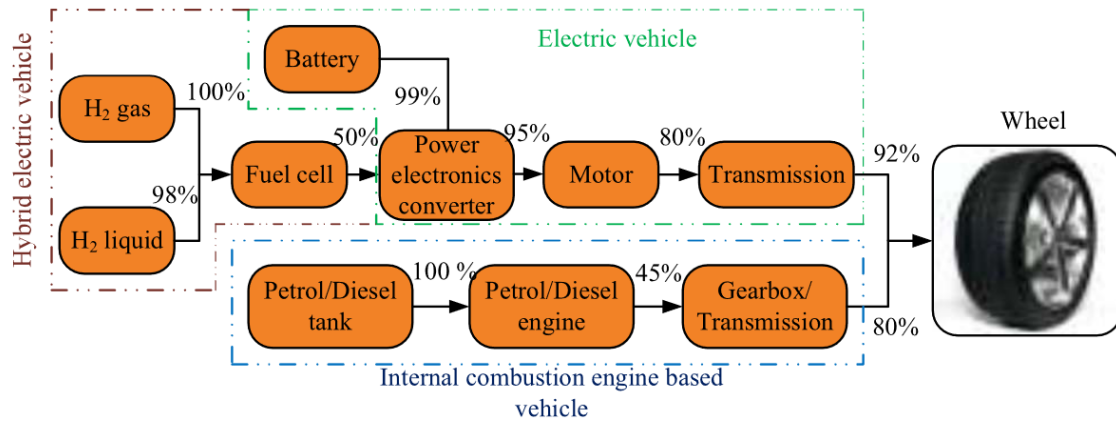 Hybrid electric vehicle
Electric vehicle
Battery
H₂ gas
100%
99%
50%
Fuel cell
Power
electronics
converter
95%
Motor
80%
Transmission
92%
Wheel
98%
H₂ liquid
Petrol/Diesel
tank
100 %
Petrol/Diesel
engine
45%
Gearbox/
Transmission
80%
Internal combustion engine based
vehicle